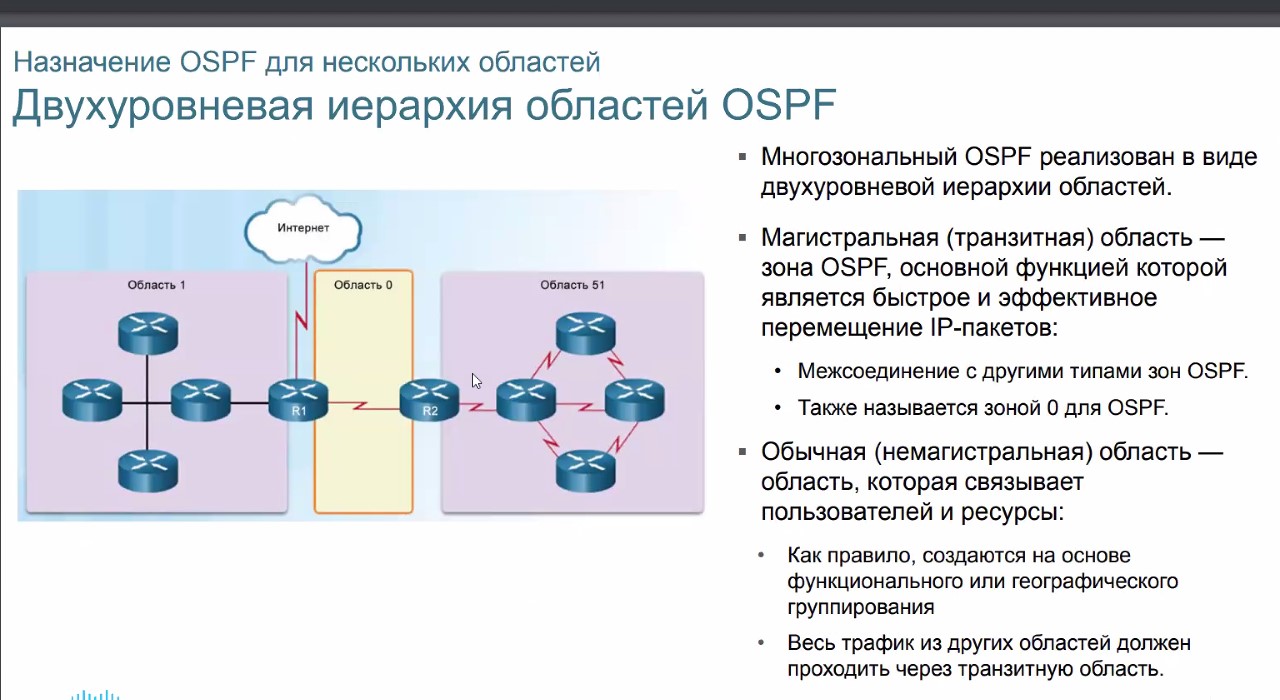 Назначение OSPF для нескольких областей
Двухуровневая иерархия областей OSPF
Интернет
Область 1
Область 0
Область 51
R1
R2
Многозональный OSPF реализован в виде
двухуровневой иерархии областей.
Магистральная (транзитная) область —
зона OSPF, основной функцией которой
является быстрое и эффективное
перемещение IP-пакетов:
Межсоединение с другими типами зон OSPF.
Также называется зоной 0 для OSPF.
Обычная (немагистральная) область —
область, которая связывает
пользователей и ресурсы:
Как правило, создаются на основе
функционального или географического
группирования
Весь трафик из других областей должен
проходить через транзитную область.